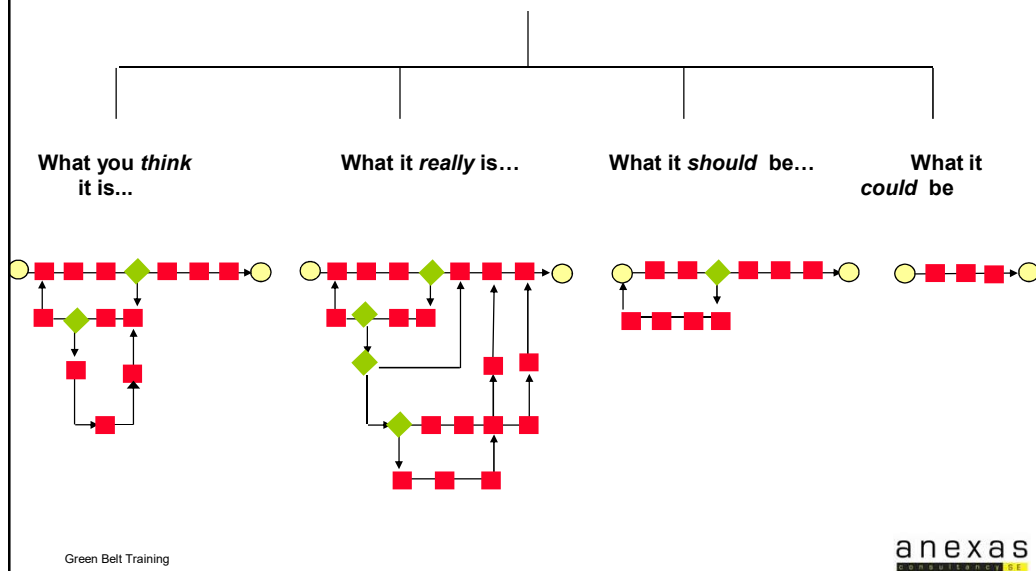 What you think
it is...
What it really is…
What it should be…
What it
could be
Green Belt Training
anexas
consultancy SE